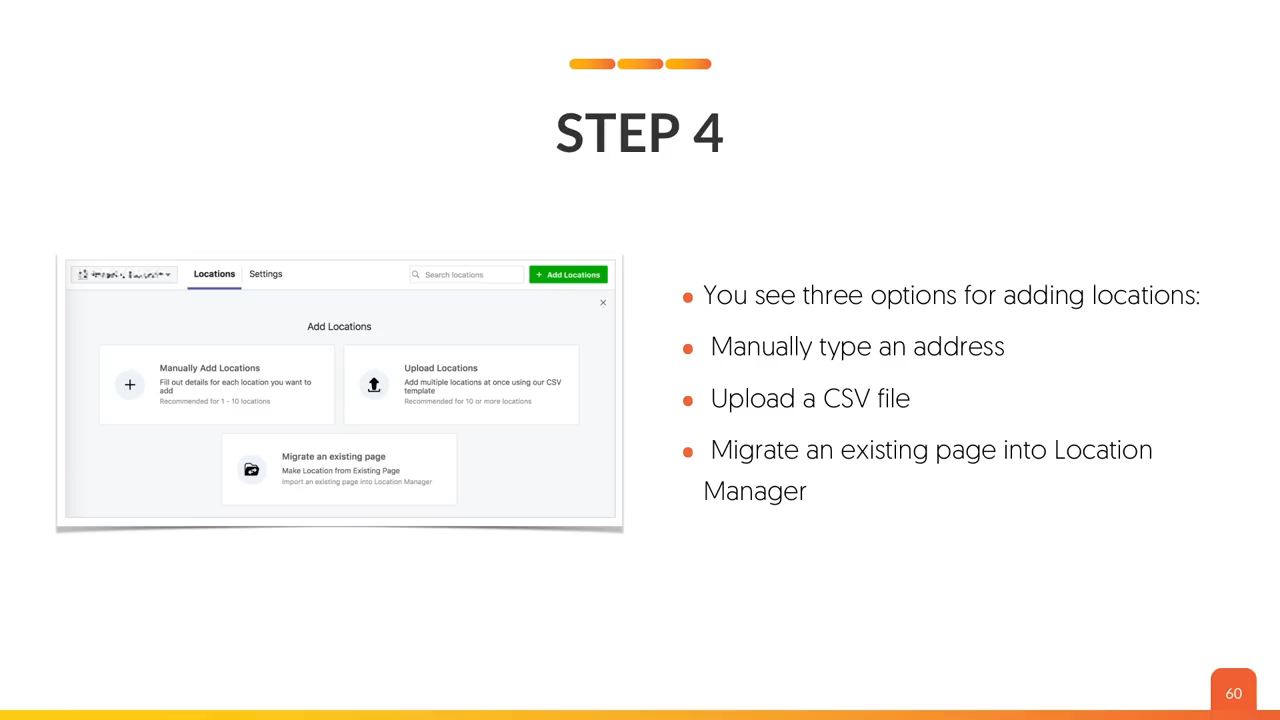 STEP 4
Locations Settings Search locations + Add Locations
Add Locations
Manually Add Locations
Fill out details for each location you want to
add
Recommended for 1 - 10 locations
Upload Locations
Add multiple locations at once using our CSV
template
Recommended for 10 or more locations
Migrate an existing page
Make Location from Existing Page
Import an existing page into Location Manager
• You see three options for adding locations:
• Manually type an address
• Upload a CSV file
• Migrate an existing page into Location
Manager
60